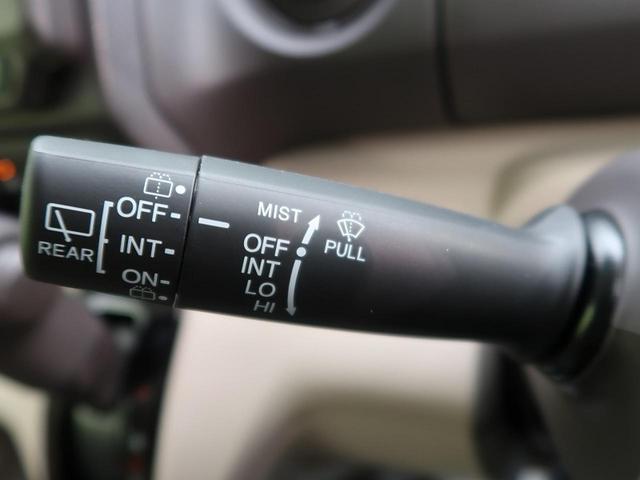 REAR
OFF
INT
ON
MIST
OFF
INT
LO
HI
PULL